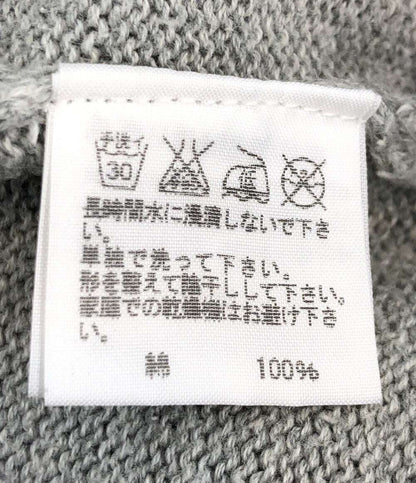 手洗イ
30
長時間水に浸漬しないで下さ
い。
単独で洗って下さい。
形を整えて陰干しして下さい。
家庭での乾燥機はお避け下さ
い。
綿 100%